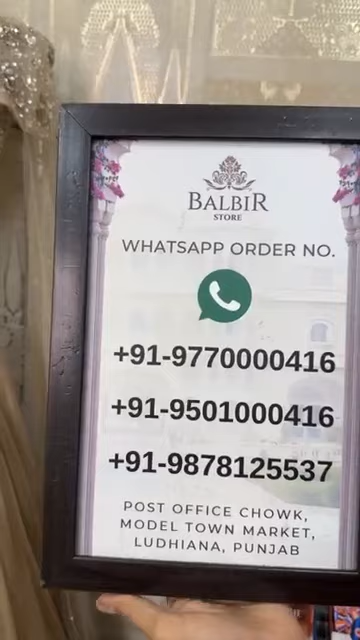 BALBIR
STORE
WHATSAPP ORDER NO.
+91-9770000416
+91-9501000416
+91-9878125537
POST OFFICE CHOWK,
MODEL TOWN MARKET,
LUDHIANA, PUNJAB